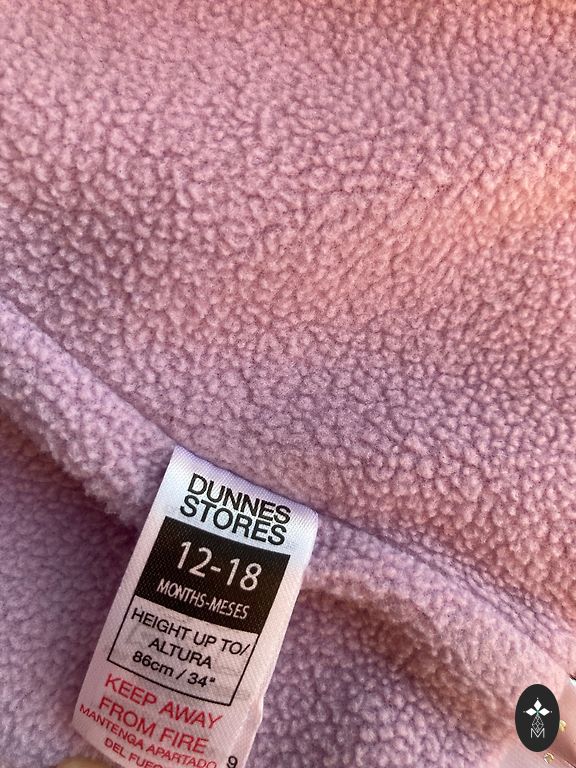 DUNNES
STORES
12-18
MONTHS-MESES
HEIGHT UP TO/
ALTURA
86cm / 34"
KEEP AWAY
FROM FIRE
MANTENGA APARTADO
DEL FUEGO
9
M